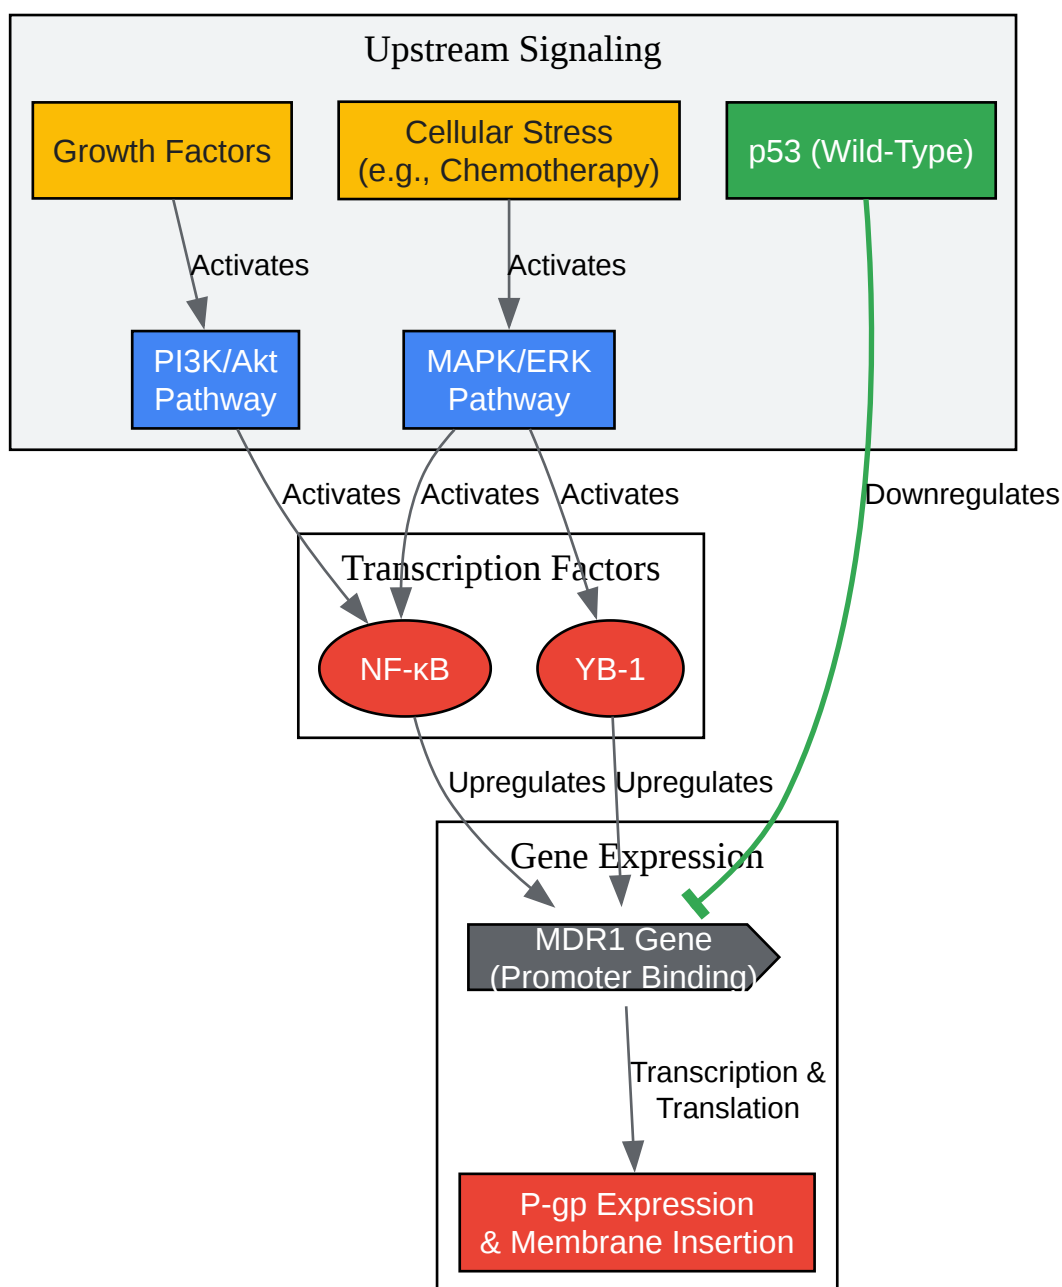 Upstream Signaling
Growth Factors
Cellular Stress
(e.g., Chemotherapy)
p53 (Wild-Type)
Activates
Activates
PI3K/Akt
Pathway
MAPK/ERK
Pathway
Activates
Activates
Activates
Downregulates
Transcription Factors
NF-κB
YB-1
Upregulates
Upregulates
Gene Expression
MDR1 Gene
(Promoter Binding)
Transcription &
Translation
P-gp Expression
& Membrane Insertion